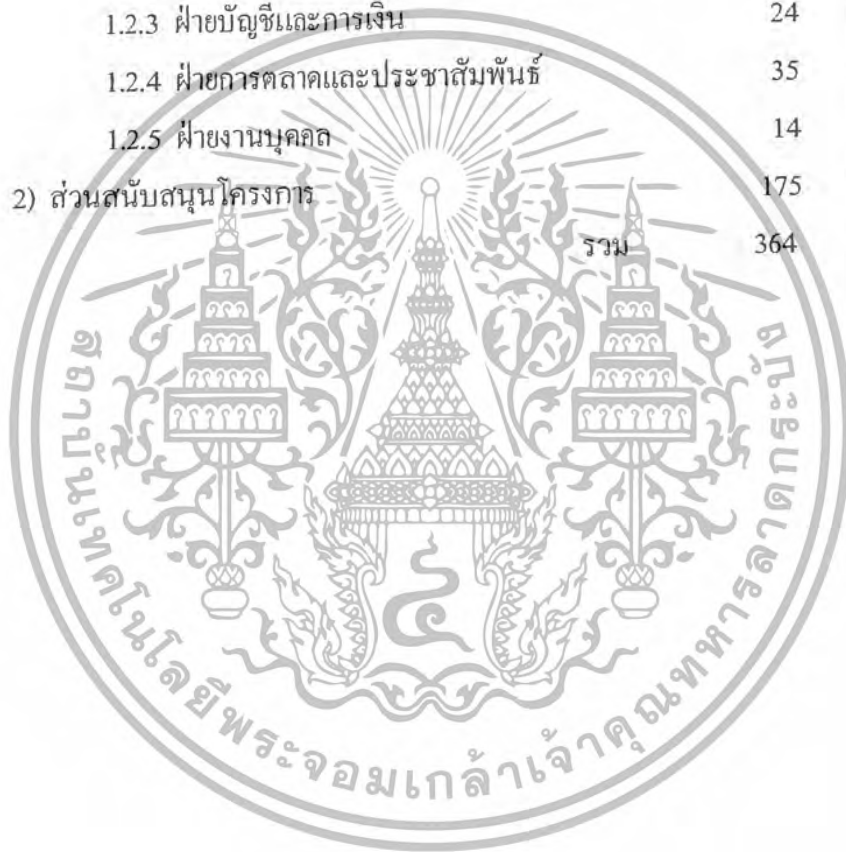 1.2.3 ฝ่ายบัญชีและการเงิน 24
1.2.4 ฝ่ายการตลาดและประชาสัมพันธ์ 35
1.2.5 ฝ่ายงานบุคคล 14
2) ส่วนสนับสนุนโครงการ 175
รวม 364
สถาบันเทคโนโลยีพระจอมเกล้าเจ้าคุณทหารลาดกระบัง
๔